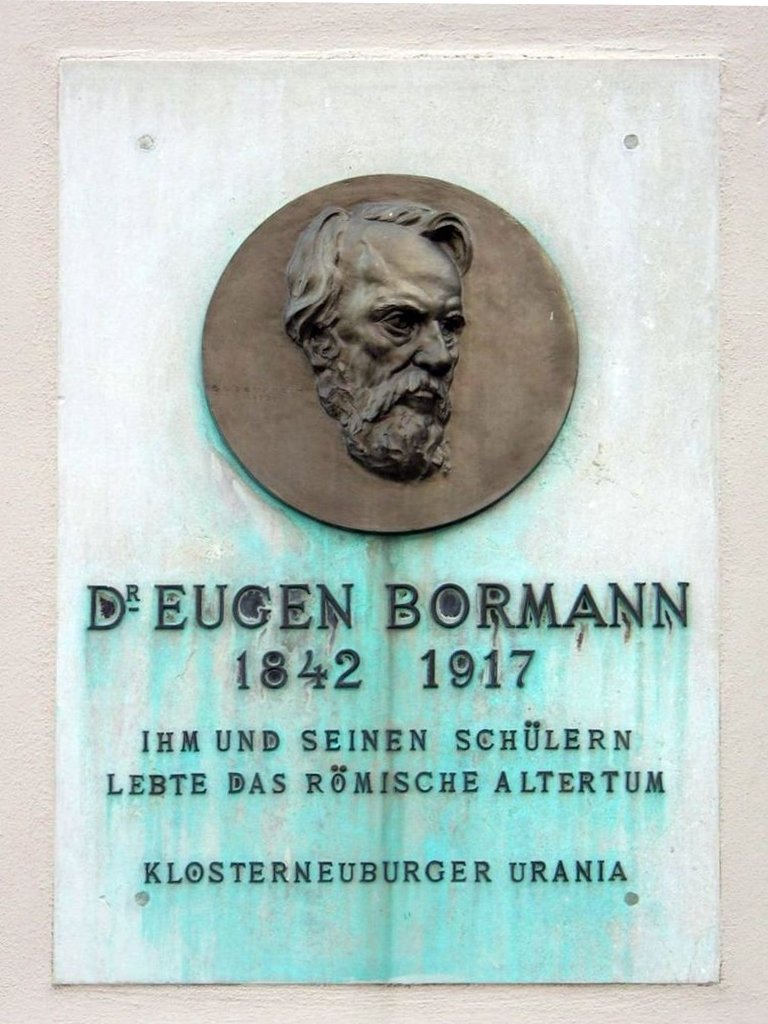 Dr EUGEN BORMANN
1842 1917
IHM UND SEINEN SCHÜLERN
LEBTE DAS RÖMISCHE ALTERTUM
KLOSTERNEUBURGER URANIA